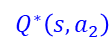 Q*(s, a₂)